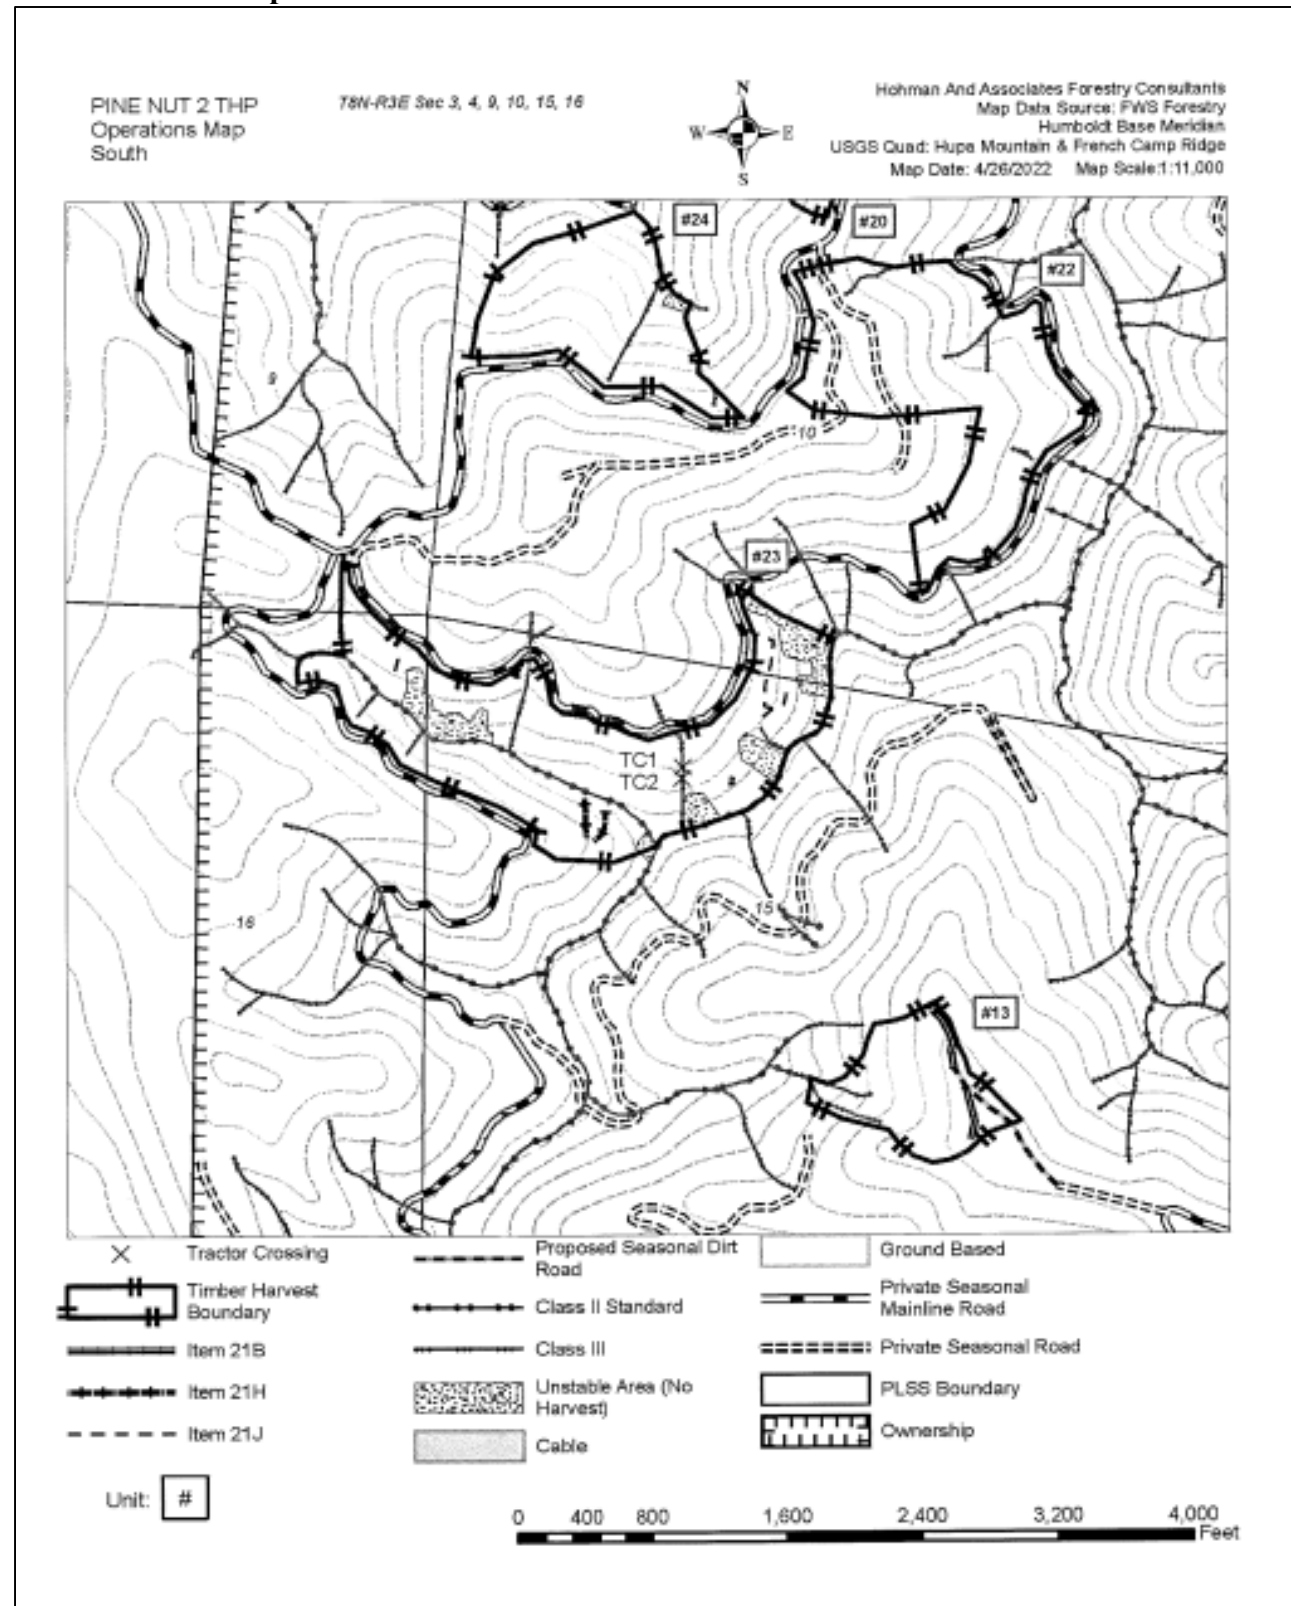 PINE NUT 2 THP
Operations Map
South
T8N-R3E Sec 3, 4, 9, 10, 15, 16
N
W E
S
Hohman And Associates Forestry Consultants
Map Data Source: FWS Forestry
Humboldt Base Meridian
USGS Quad: Hupa Mountain & French Camp Ridge
Map Date: 4/26/2022 Map Scale:1:11,000
#24
#20
#22
9
10
#23
TC1
TC2
15
16
#13
Tractor Crossing
Timber Harvest
Boundary
Item 21B
Item 21H
Item 21J
Unit: #
Proposed Seasonal Dirt
Road
Class II Standard
Class III
Unstable Area (No
Harvest)
Cable
Ground Based
Private Seasonal
Mainline Road
Private Seasonal Road
PLSS Boundary
Ownership
0 400 800 1,600 2,400 3,200 4,000
Feet